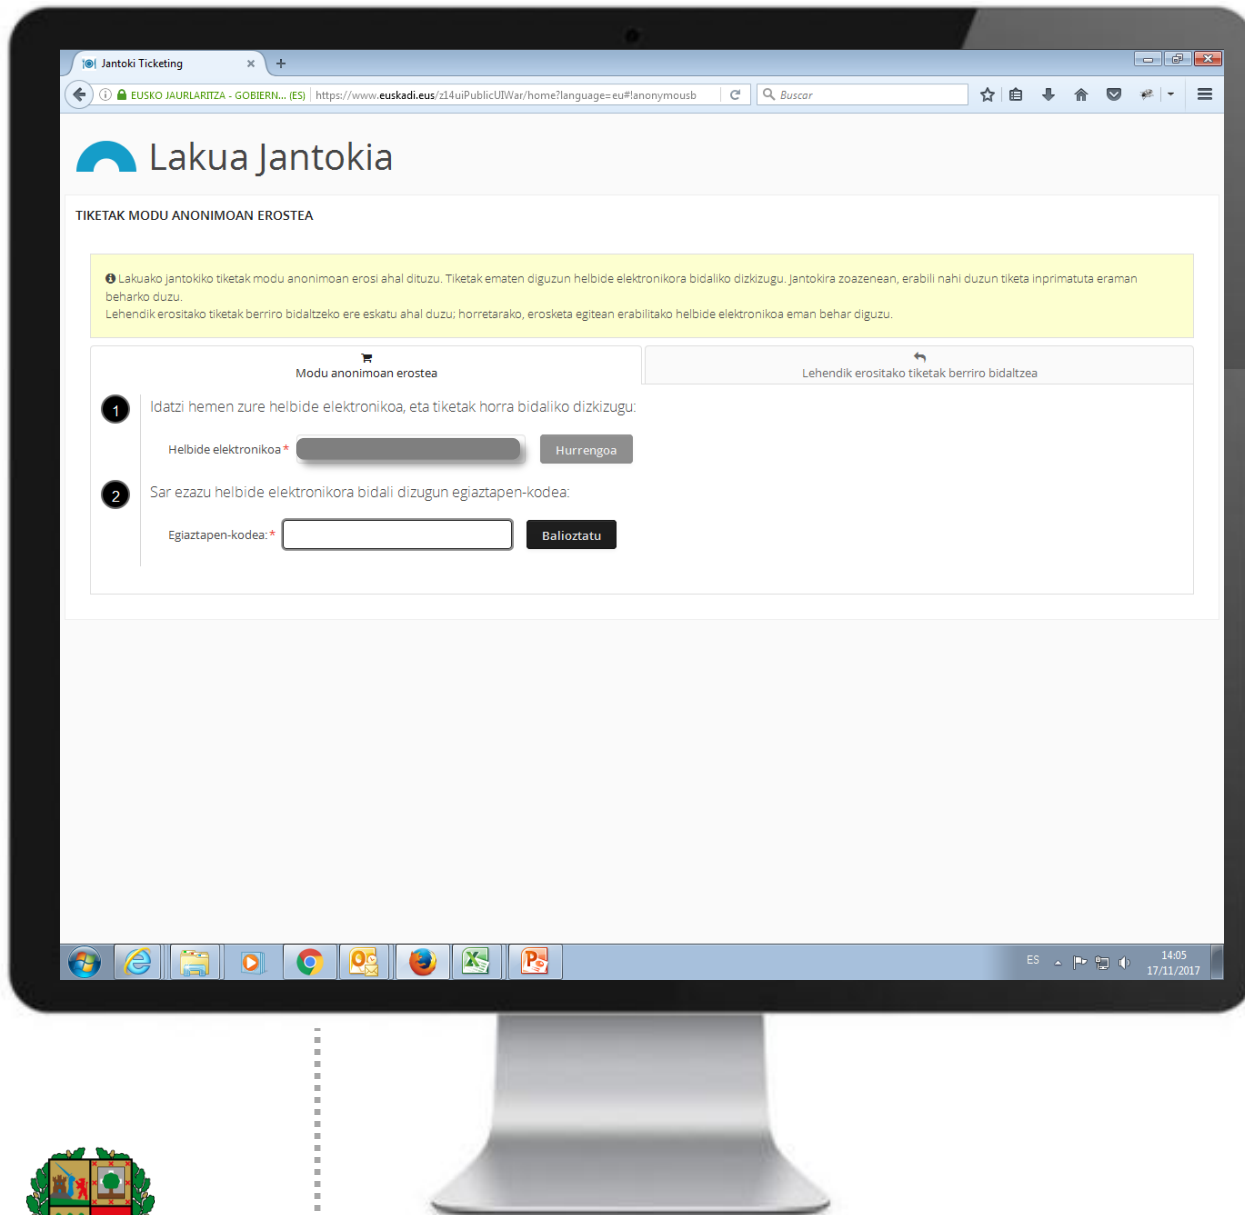 Jantoki Ticketing
EUSKO JAURLARITZA - GOBIERN... (ES) https://www.euskadi.eus/z14uiPublicUIWar/home?language=eu#!anonymousb
Buscar
Lakua Jantokia
TIKETAK MODU ANONIMOAN EROSTEA
Lakuako jantokiko tiketak modu anonimoan erosi ahal dituzu. Tiketak ematen diguzun helbide elektronikora bidaliko dizkizugu. Jantokira zoazenean, erabili nahi duzun tiketa inprimatuta eraman
beharko duzu.
Lehendik erositako tiketak berriro bidaltzeko ere eskatu ahal duzu; horretarako, erosketa egitean erabilitako helbide elektronikoa eman behar diguzu.
Modu anonimoan erostea
Lehendik erositako tiketak berriro bidaltzea
1 Idatzi hemen zure helbide elektronikoa, eta tiketak horra bidaliko dizkizugu:
Helbide elektronikoa * Hurrengoa
2 Sar ezazu helbide elektronikora bidali dizugun egiaztapen-kodea:
Egiaztapen-kodea: * Balioztatu
ES 14:05
17/11/2017